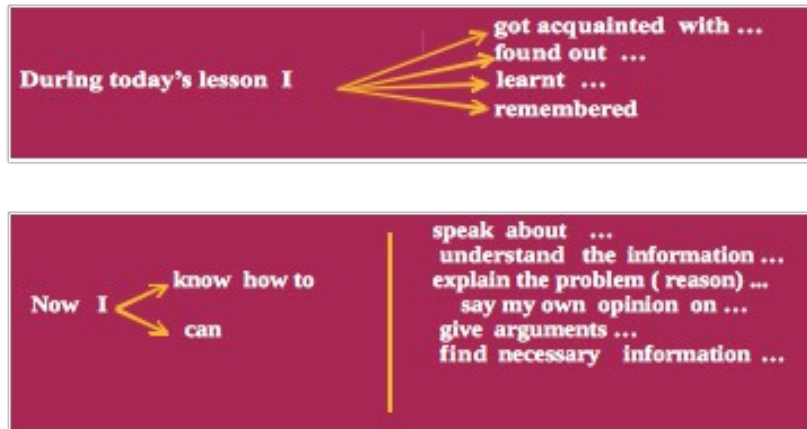 got acquainted with ...
found out ...
During today's lesson I
learnt ...
remembered
speak about ...
understand the information ...
know how to
explain the problem ( reason) ...
Now I
say my own opinion on ...
can
give arguments ...
find necessary information ...